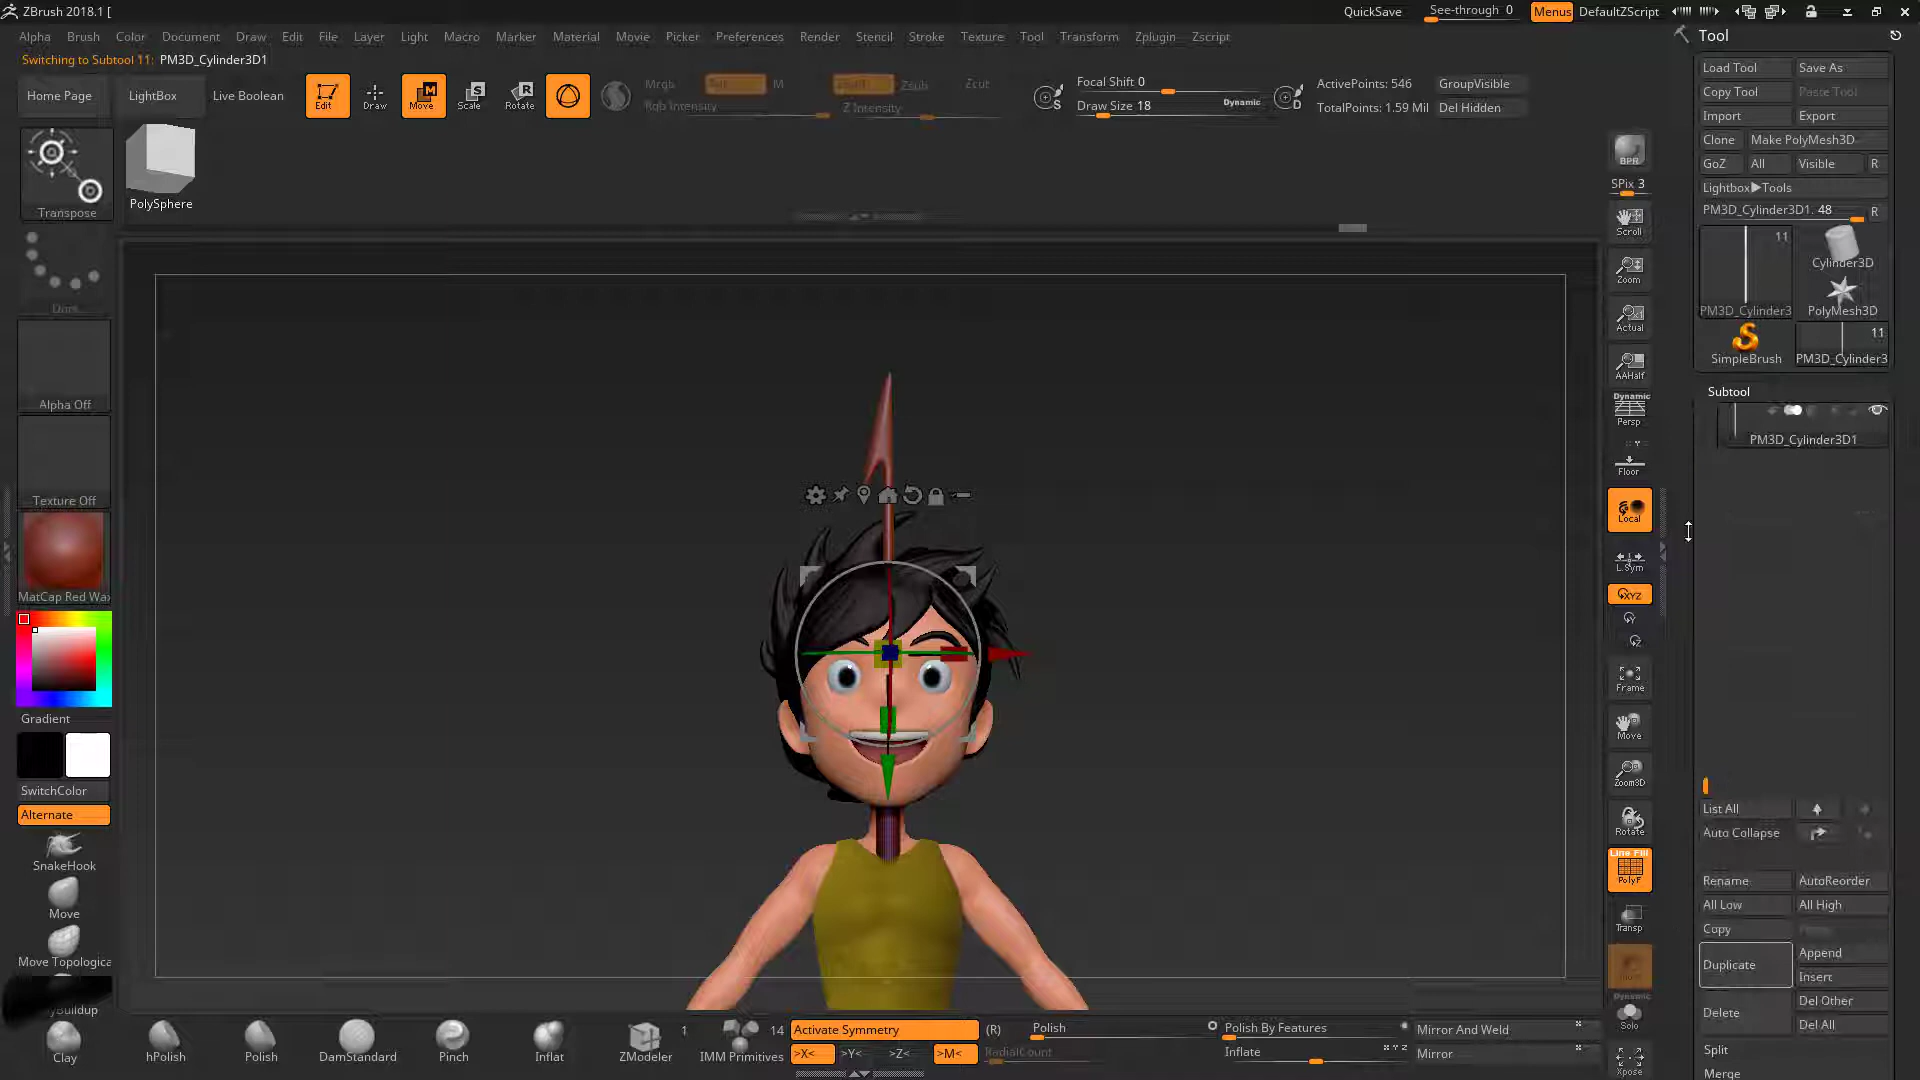 ZBrush 2018.1 [
QuickSave
See-through 0
Menus
DefaultZScript
Alpha Brush Color Document Draw Edit File Layer Light Macro Marker Material Movie Picker Preferences Render Stencil Stroke Texture Tool Transform Zplugin Zscript
Tool
Switching to Subtool 11: PM3D_Cylinder3D1
Home Page
LightBox
Live Boolean
Edit
Draw
Move
Scale
Rotate
Mrgb
M
Zsub
Zcut
Rgb Intensity
Z Intensity
Focal Shift 0
Draw Size 18
Dynamic
S
D
ActivePoints: 546
TotalPoints: 1.59 Mil
GroupVisible
Del Hidden
Load Tool
Save As
Copy Tool
Paste Tool
Import
Export
Clone
Make PolyMesh3D
GoZ
All
Visible
R
Lightbox▶Tools
PM3D_Cylinder3D1. 48
R
11
PM3D_Cylinder3
Cylinder3D
PolyMesh3D
SimpleBrush
11
PM3D_Cylinder3
Subtool
PM3D_Cylinder3D1
List All
Auto Collapse
Rename
AutoReorder
All Low
All High
Copy
Duplicate
Append
Insert
Delete
Del Other
Del All
Split
Merge
Transpose
PolySphere
Dots
Alpha Off
Texture Off
MatCap Red Wax
Gradient
SwitchColor
Alternate
SnakeHook
Move
Move Topologica
yBuildup
Clay
BPR
SPix 3
Scroll
Zoom
Actual
AAHalf
Dynamic
Persp
Floor
Local
L.Sym
XYZ
Y
Z
Frame
Move
Zoom3D
Rotate
Line Fill
PolyF
Transp
Dynamic
Solo
Xpose
hPolish
Polish
DamStandard
Pinch
Inflat
ZModeler
1
IMM Primitives
14
Activate Symmetry
(R)
>X<
>Y<
>Z<
>M<
RadialCount
Polish
Polish By Features
Inflate
X Y Z
Mirror And Weld
Mirror